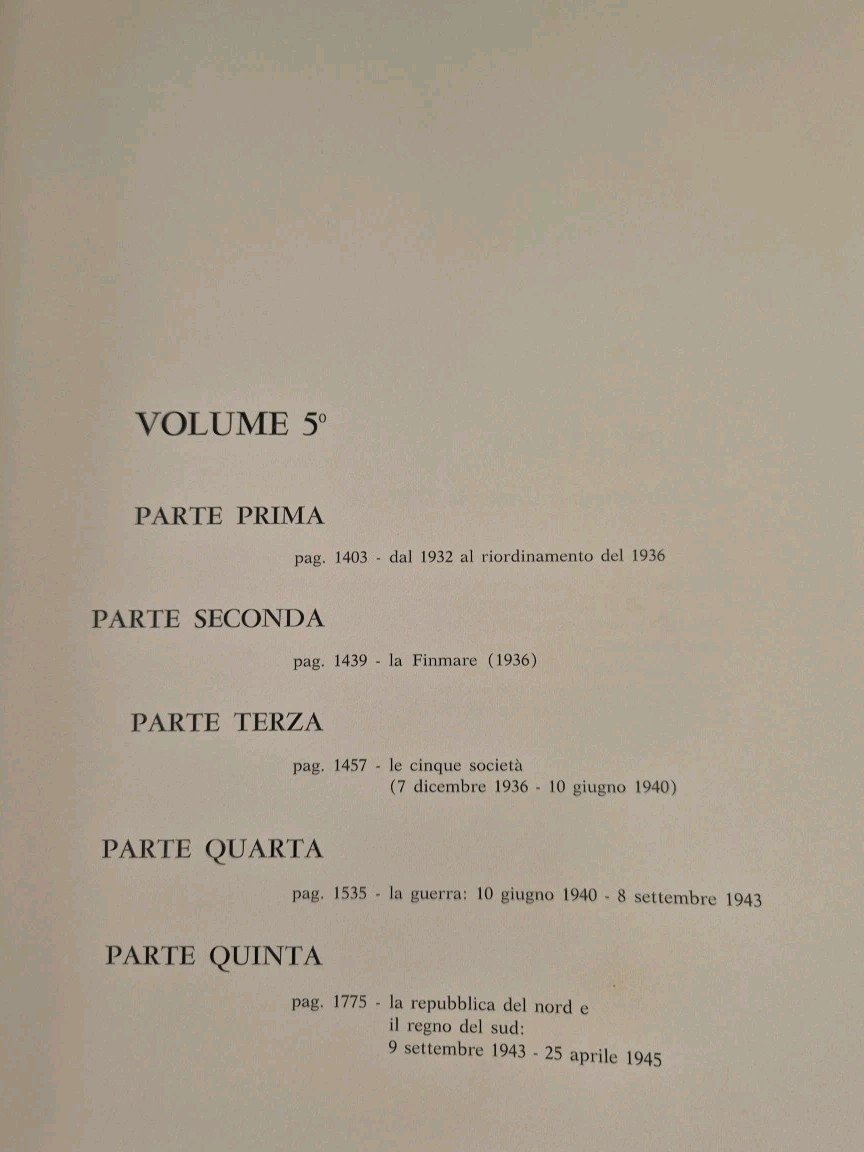 VOLUME 5º
PARTE PRIMA
pag. 1403 - dal 1932 al riordinamento del 1936
PARTE SECONDA
pag. 1439 - la Finmare (1936)
PARTE TERZA
pag. 1457 - le cinque società
(7 dicembre 1936 - 10 giugno 1940)
PARTE QUARTA
pag. 1535 - la guerra: 10 giugno 1940 - 8 settembre 1943
PARTE QUINTA
pag. 1775 - la repubblica del nord e
il regno del sud:
9 settembre 1943 - 25 aprile 1945